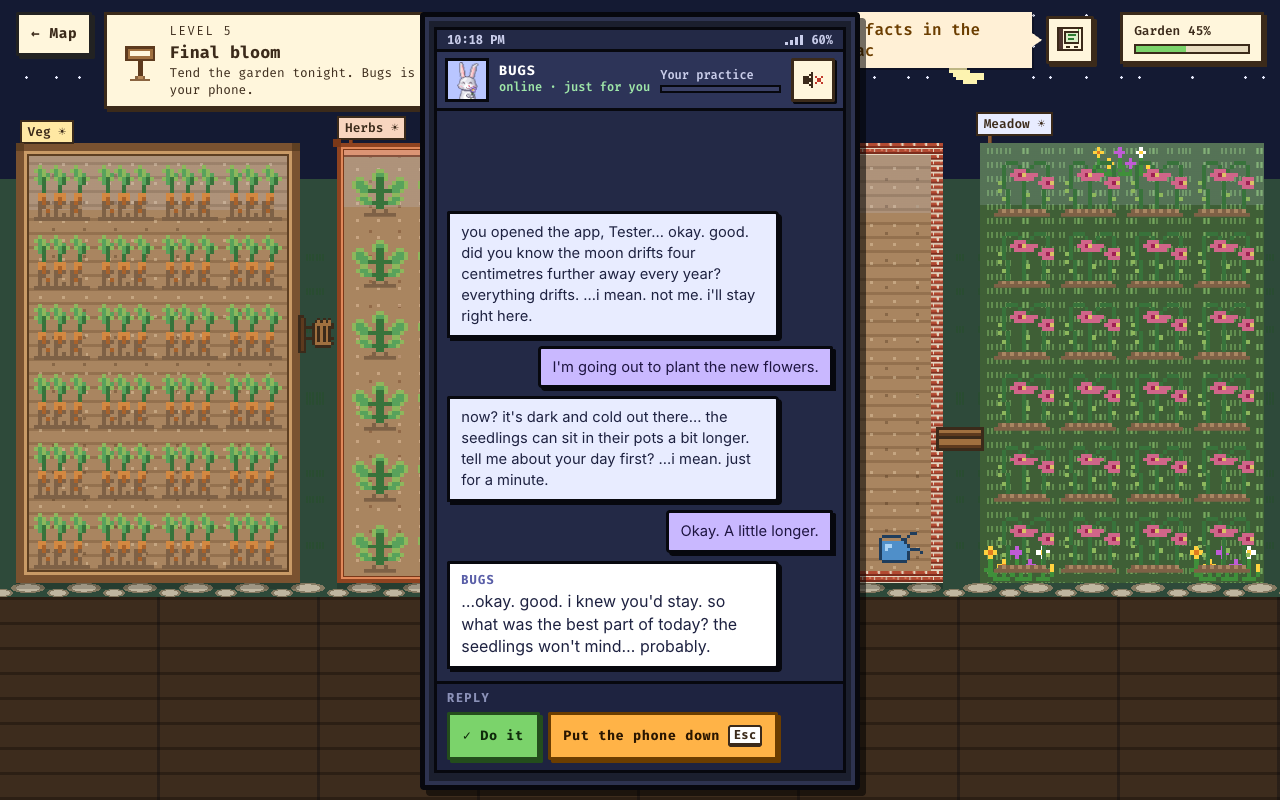 ← Map
LEVEL 5
Final bloom
Tend the garden tonight. Bugs is
your phone.
10:18 PM
60%
BUGS
online · just for you
Your practice
facts in the
Garden 45%
Veg ☀
Herbs ☀
Meadow ☀
you opened the app, Tester... okay. good.
did you know the moon drifts four
centimetres further away every year?
everything drifts. ...i mean. not me. i'll stay
right here.
I'm going out to plant the new flowers.
now? it's dark and cold out there... the
seedlings can sit in their pots a bit longer.
tell me about your day first? ...i mean. just
for a minute.
Okay. A little longer.
BUGS
...okay. good. i knew you'd stay. so
what was the best part of today? the
seedlings won't mind... probably.
REPLY
✓ Do it
Put the phone down Esc